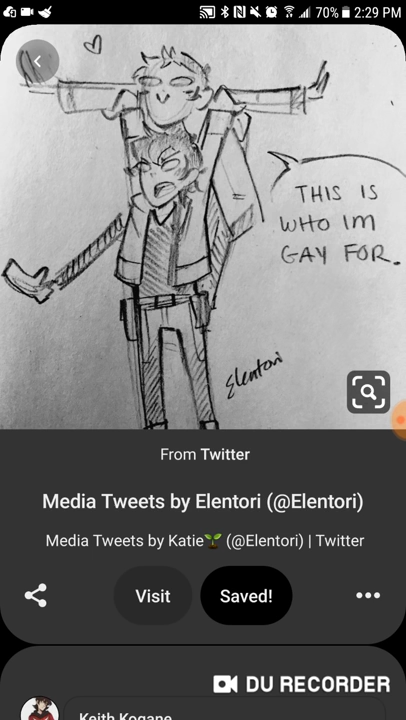 70% 2:29 PM
THIS IS
WHO IM
GAY FOR.
Elentori
From Twitter
Media Tweets by Elentori (@Elentori)
Media Tweets by Katie🌱 (@Elentori) | Twitter
Visit
Saved!
DU RECORDER
Keith Kogane